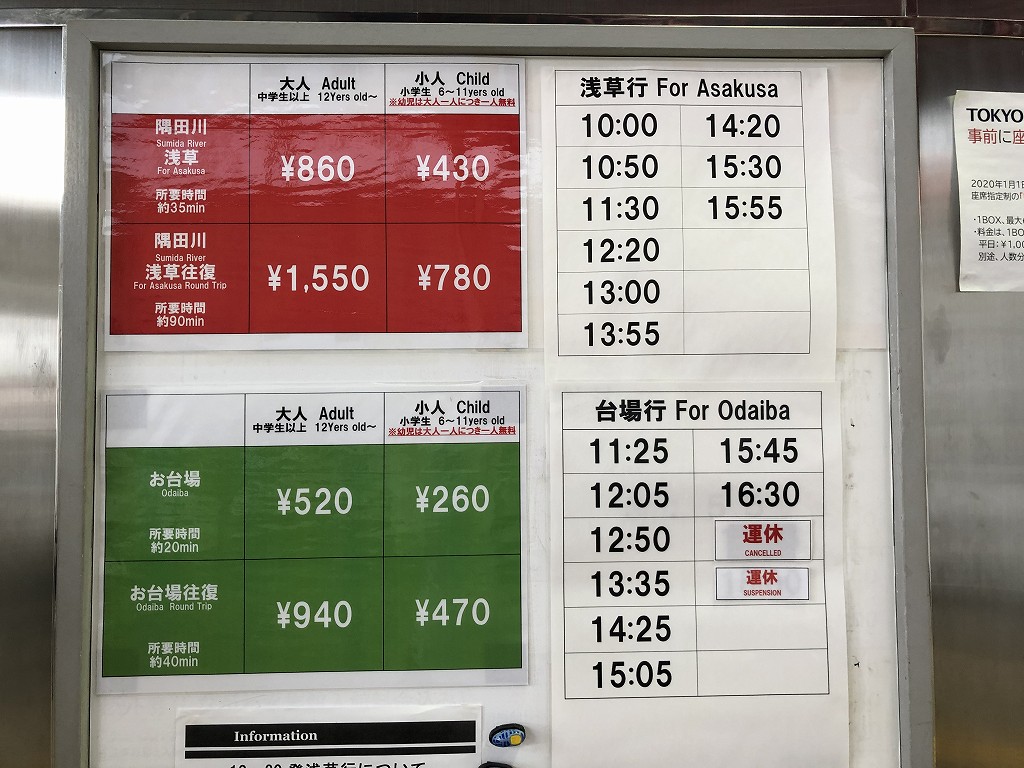 大人 Adult
中学生以上 12Yers old～
小人 Child
小学生 6～11yers old
※幼児は大人一人につき一人無料
隅田川
Sumida River
浅草
For Asakusa
所要時間
約35min
¥860
¥430
隅田川
Sumida River
浅草往復
For Asakusa Round Trip
所要時間
約90min
¥1,550
¥780
浅草行 For Asakusa
10:00 14:20
10:50 15:30
11:30 15:55
12:20
13:00
13:55
大人 Adult
中学生以上 12Yers old～
小人 Child
小学生 6～11yers old
※幼児は大人一人につき一人無料
お台場
Odaiba
所要時間
約20min
¥520
¥260
お台場往復
Odaiba Round Trip
所要時間
約40min
¥940
¥470
台場行 For Odaiba
11:25 15:45
12:05 16:30
12:50 運休
CANCELLED
13:35 運休
SUSPENSION
14:25
15:05
Information
発浅草行について
TOKYO
事前に座
2020年1月1日
座席指定制の
・1BOX、最大
・料金は、1BO
平日：¥1,00
別途、人数分